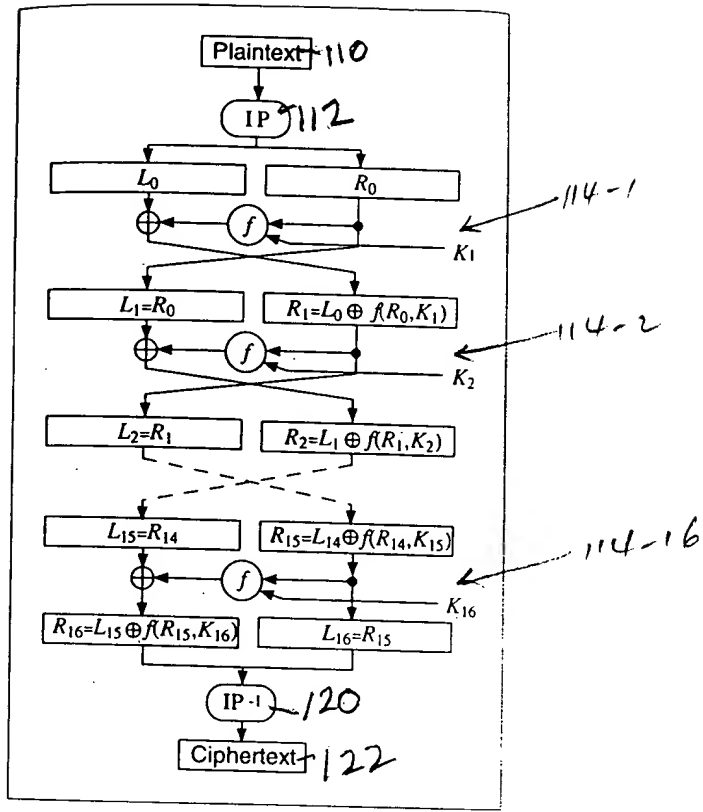 Plaintext 110
IP 112
L₀ R₀
114-1
f
K₁
L₁=R₀ R₁=L₀ ⊕ f(R₀,K₁)
114-2
f
K₂
L₂=R₁ R₂=L₁ ⊕ f(R₁,K₂)
L₁₅=R₁₄ R₁₅=L₁₄⊕f(R₁₄,K₁₅)
114-16
f
K₁₆
R₁₆=L₁₅⊕f(R₁₅,K₁₆) L₁₆=R₁₅
IP⁻¹ 120
Ciphertext 122